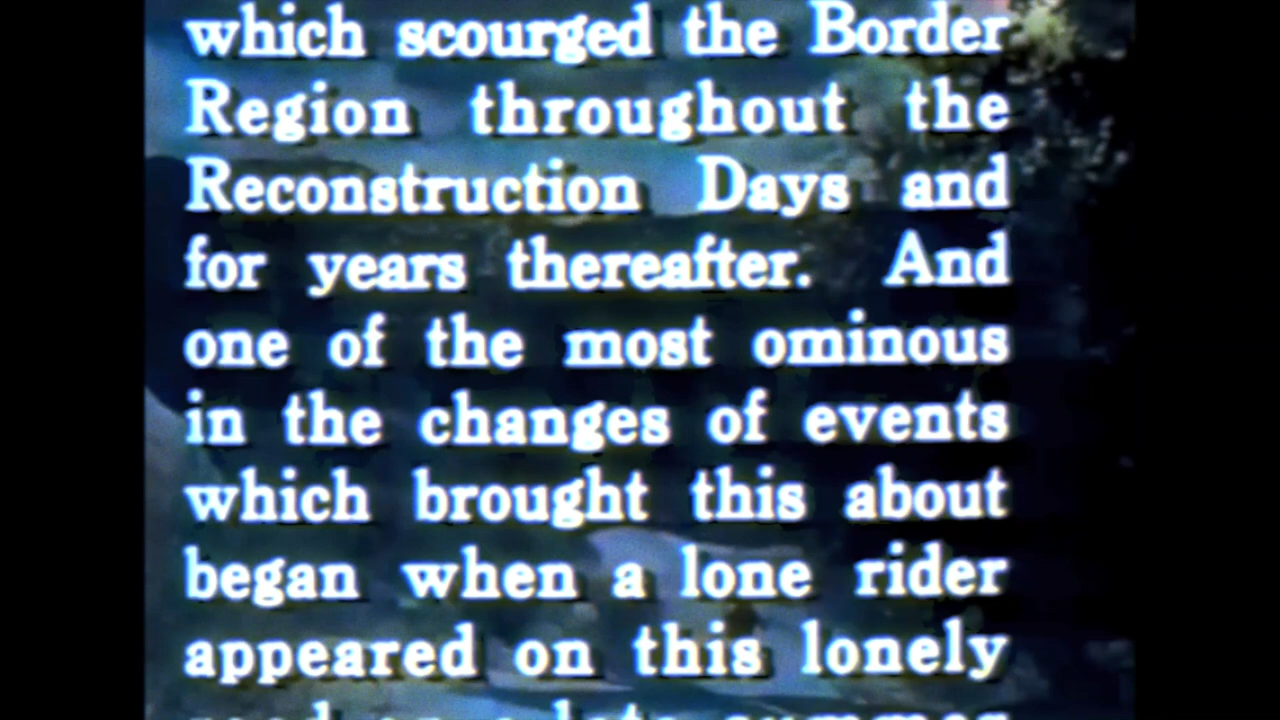 which scourged the Border
Region throughout the
Reconstruction Days and
for years thereafter. And
one of the most ominous
in the changes of events
which brought this about
began when a lone rider
appeared on this lonely